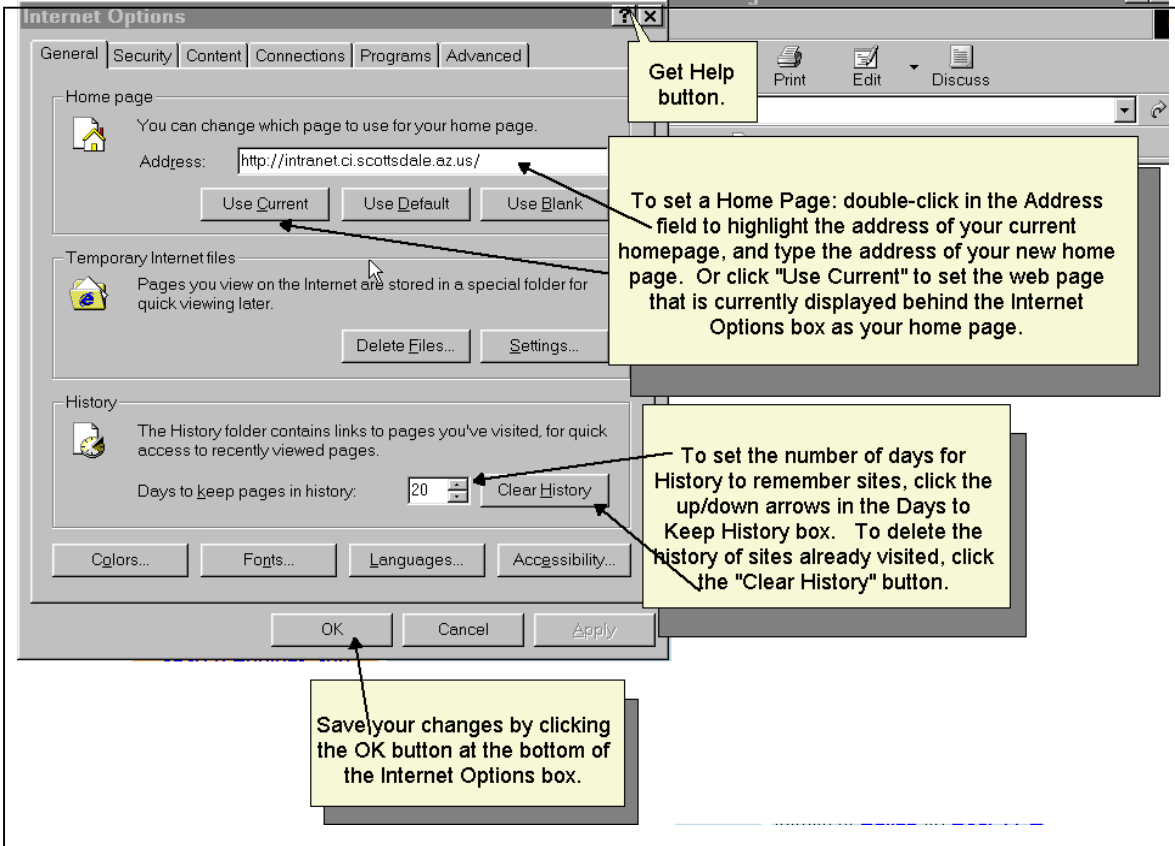 Internet Options
?
General Security Content Connections Programs Advanced
Get Help
button.
Print Edit Discuss
Home page
You can change which page to use for your home page.
Address: http://intranet.ci.scottsdale.az.us/
Use Current Use Default Use Blank
To set a Home Page: double-click in the Address
field to highlight the address of your current
homepage, and type the address of your new home
page. Or click "Use Current" to set the web page
that is currently displayed behind the Internet
Options box as your home page.
Temporary Internet files
Pages you view on the Internet are stored in a special folder for
quick viewing later.
Delete Files... Settings...
History
The History folder contains links to pages you've visited, for quick
access to recently viewed pages.
Days to keep pages in history: 20 Clear History
To set the number of days for
History to remember sites, click the
up/down arrows in the Days to
Keep History box. To delete the
history of sites already visited, click
the "Clear History" button.
Colors... Fonts... Languages... Accessibility...
OK Cancel Apply
Save your changes by clicking
the OK button at the bottom of
the Internet Options box.